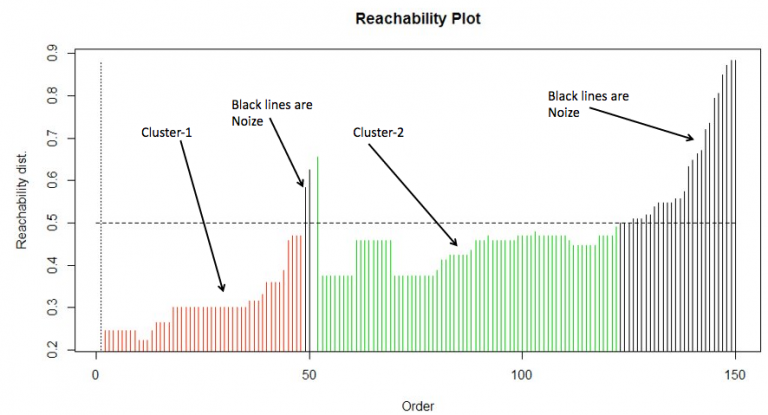 Reachability Plot
0.9
0.8
0.7
0.6
0.5
0.4
0.3
0.2
Reachability dist.
Black lines are
Noize
Cluster-1
Cluster-2
Black lines are
Noize
0
50
100
150
Order